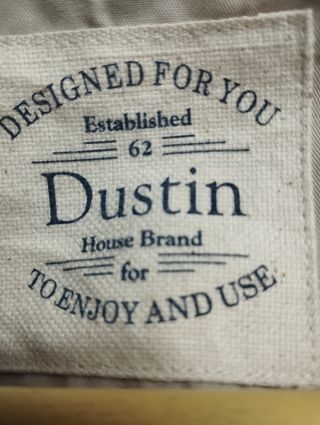 DESIGNED FOR YOU
Established
62
Dustin
House Brand
for
TO ENJOY AND USE